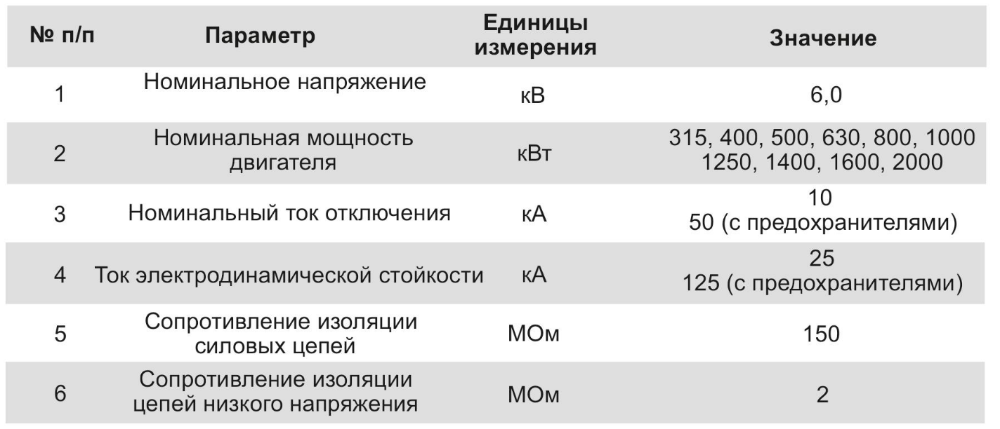 № п/п Параметр Единицы измерения Значение
1 Номинальное напряжение кВ 6,0
2 Номинальная мощность двигателя кВт 315, 400, 500, 630, 800, 1000
1250, 1400, 1600, 2000
3 Номинальный ток отключения кА 10
50 (с предохранителями)
4 Ток электродинамической стойкости кА 25
125 (с предохранителями)
5 Сопротивление изоляции силовых цепей МОм 150
6 Сопротивление изоляции цепей низкого напряжения МОм 2